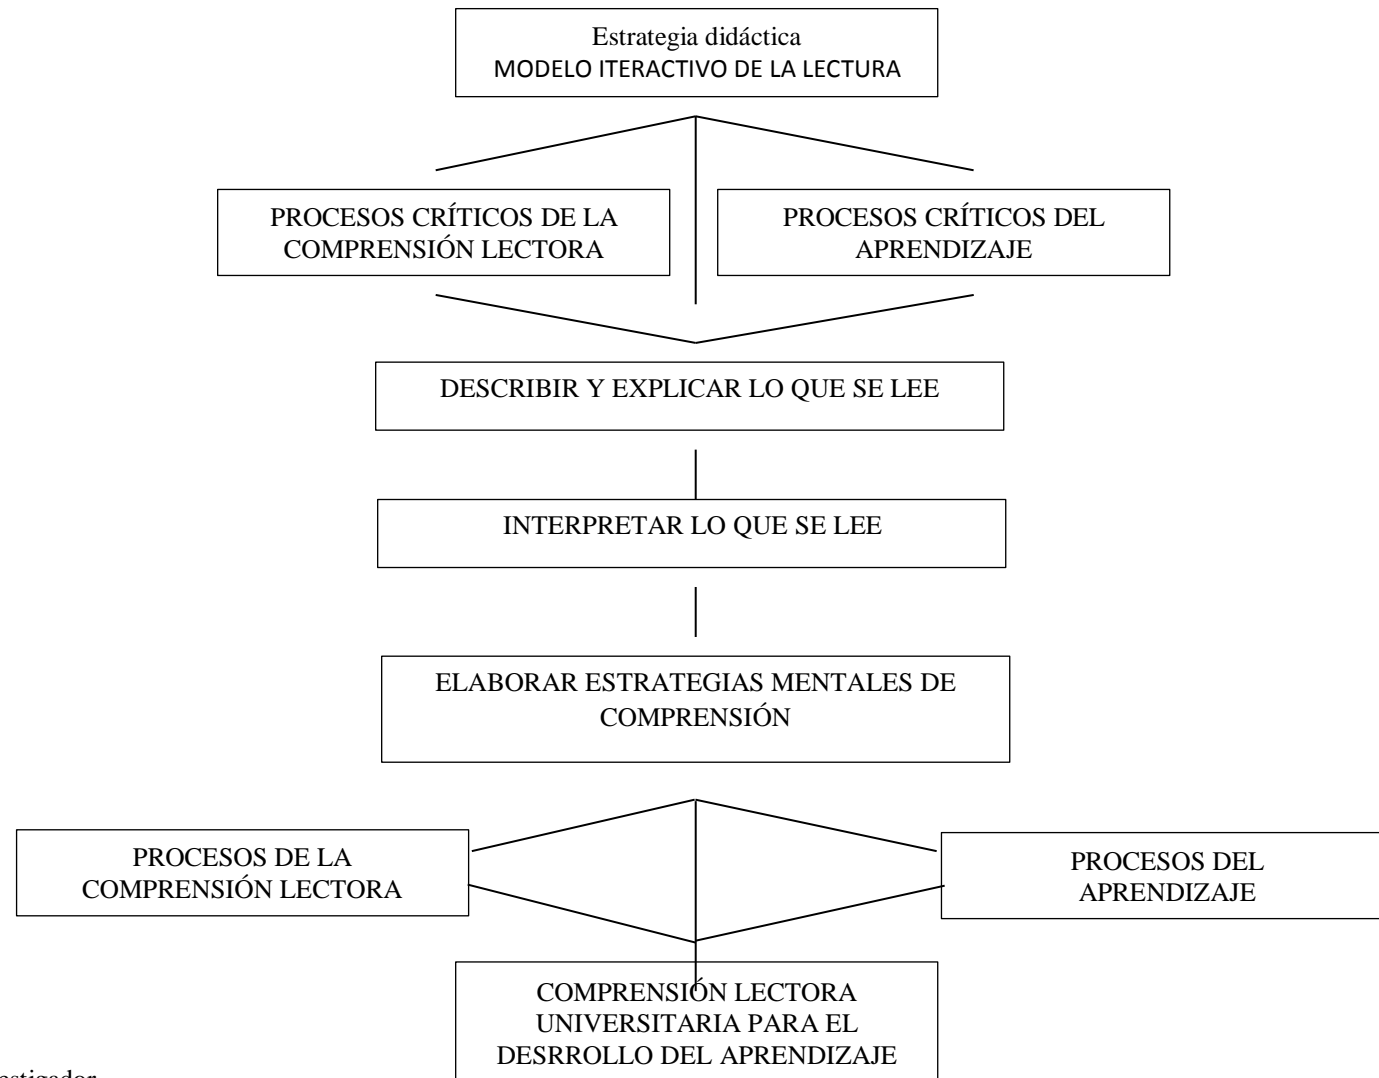 Estrategia didáctica
MODELO ITERACTIVO DE LA LECTURA
PROCESOS CRÍTICOS DE LA
COMPRENSIÓN LECTORA
PROCESOS CRÍTICOS DEL
APRENDIZAJE
DESCRIBIR Y EXPLICAR LO QUE SE LEE
INTERPRETAR LO QUE SE LEE
ELABORAR ESTRATEGIAS MENTALES DE
COMPRENSIÓN
PROCESOS DE LA
COMPRENSIÓN LECTORA
PROCESOS DEL
APRENDIZAJE
COMPRENSIÓN LECTORA
UNIVERSITARIA PARA EL
DESRROLLO DEL APRENDIZAJE